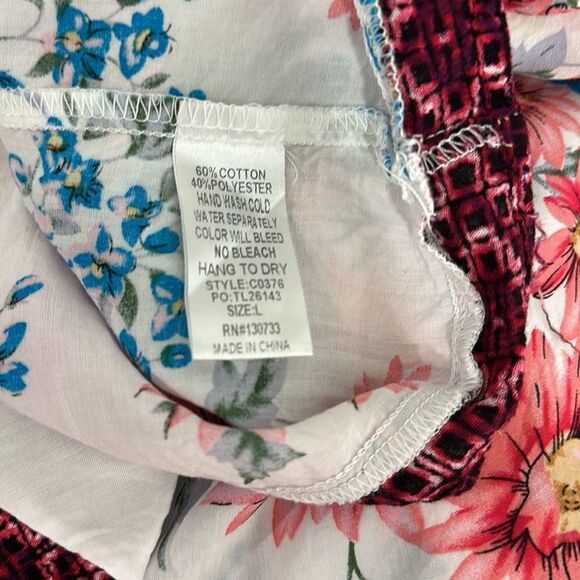 60% COTTON
40% POLYESTER
HAND WASH COLD
WATER SEPARATELY
COLOR WILL BLEED
NO BLEACH
HANG TO DRY
STYLE:C0376
PO:TL26143
SIZE:L
RN#130733
MADE IN CHINA